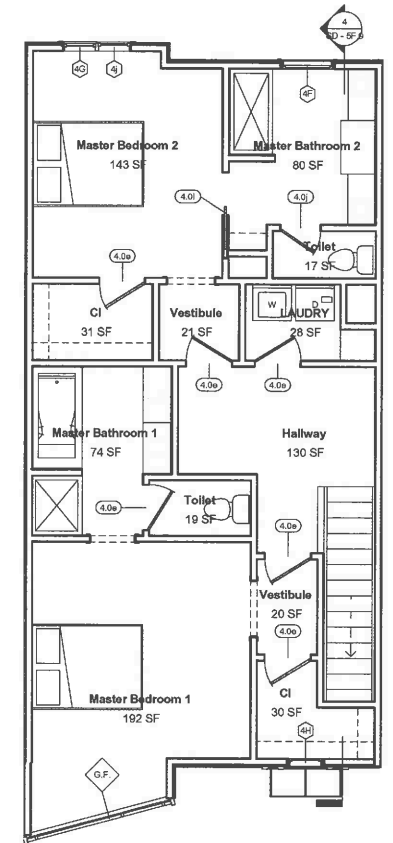 4
SD - 5F.9
4G
4j
4F
Master Bedroom 2
143 SF
Master Bathroom 2
80 SF
4.0l
4.0j
Toilet
17 SF
4.0e
Cl
31 SF
Vestibule
21 SF
W
D
LAUDRY
28 SF
4.0e
4.0e
Master Bathroom 1
74 SF
Hallway
130 SF
Toilet
19 SF
4.0e
4.0e
Vestibule
20 SF
4.0e
Cl
30 SF
Master Bedroom 1
192 SF
4H
G.F.